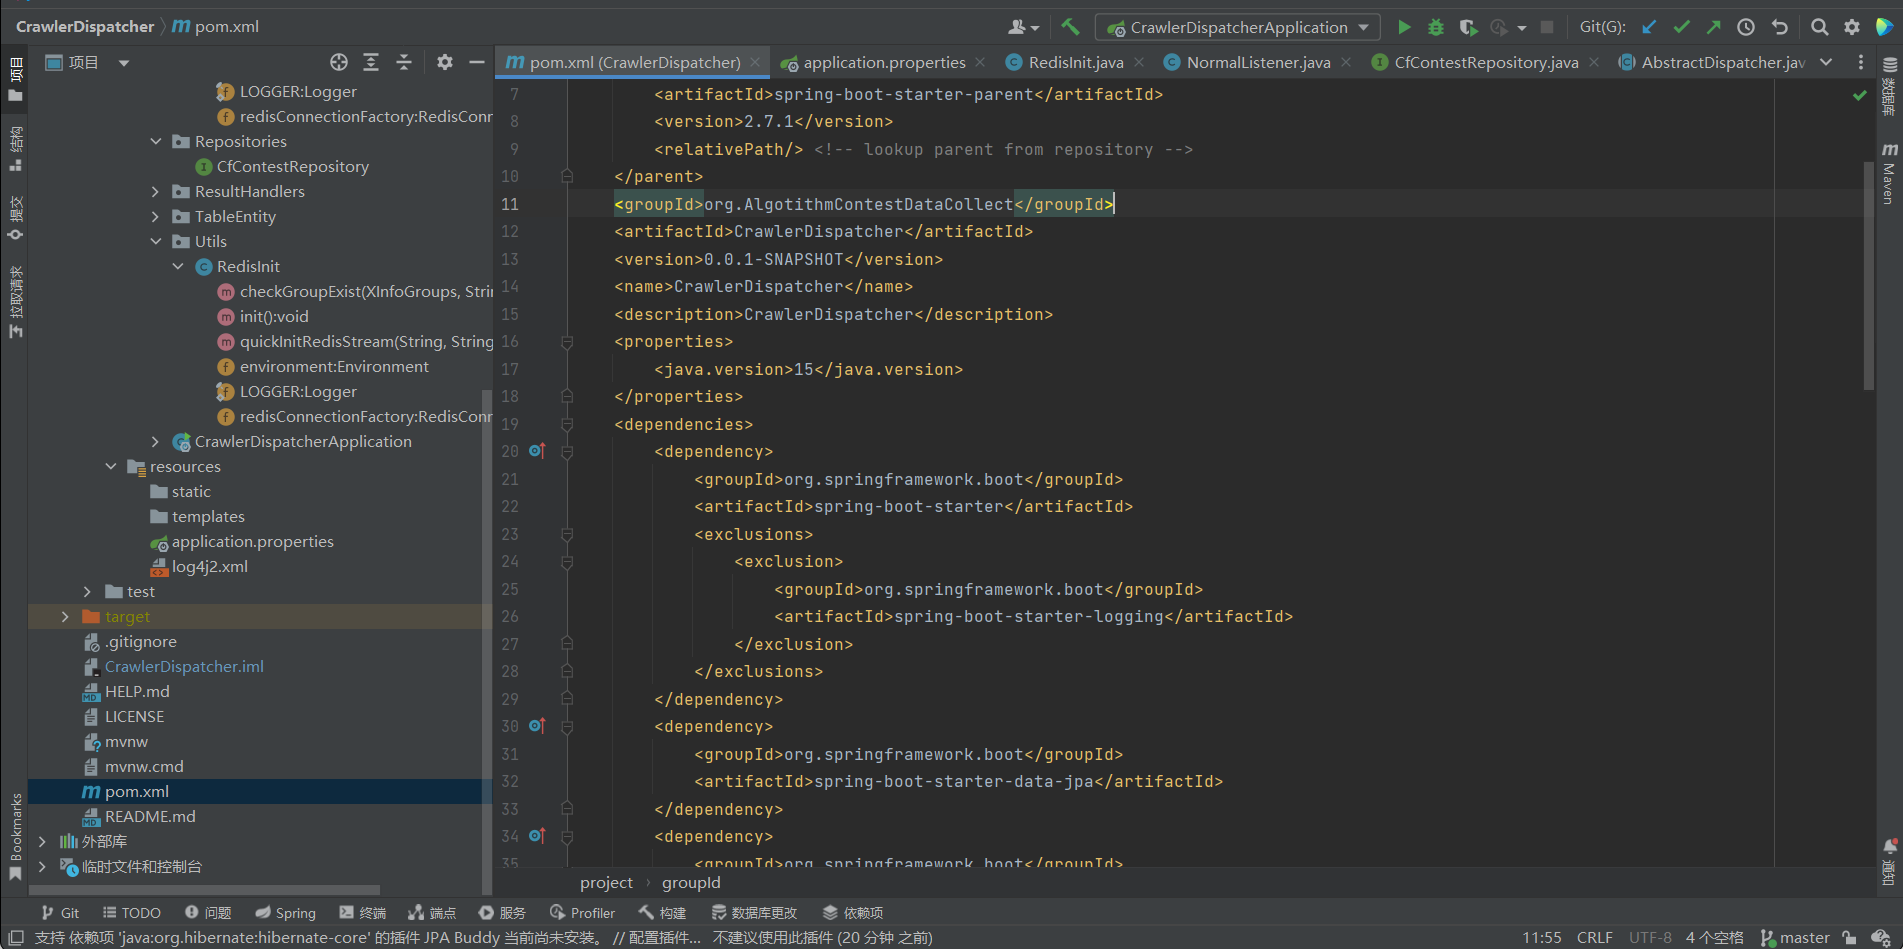 CrawlerDispatcher pom.xml
CrawlerDispatcherApplication
Git(G):
项目
pom.xml (CrawlerDispatcher)
application.properties
RedisInit.java
NormalListener.java
CfContestRepository.java
AbstractDispatcher.jav
项目
结构
提交
拉取请求
Bookmarks
LOGGER:Logger
redisConnectionFactory:RedisConr
Repositories
CfContestRepository
ResultHandlers
TableEntity
Utils
RedisInit
checkGroupExist(XInfoGroups, Strin
init():void
quickInitRedisStream(String, String
environment:Environment
LOGGER:Logger
redisConnectionFactory:RedisConr
CrawlerDispatcherApplication
resources
static
templates
application.properties
log4j2.xml
test
target
.gitignore
CrawlerDispatcher.iml
HELP.md
LICENSE
mvnw
mvnw.cmd
pom.xml
README.md
外部库
临时文件和控制台
7 <artifactId>spring-boot-starter-parent</artifactId>
8 <version>2.7.1</version>
9 <relativePath/> <!-- lookup parent from repository -->
10 </parent>
11 <groupId>org.AlgotithmContestDataCollect</groupId>
12 <artifactId>CrawlerDispatcher</artifactId>
13 <version>0.0.1-SNAPSHOT</version>
14 <name>CrawlerDispatcher</name>
15 <description>CrawlerDispatcher</description>
16 <properties>
17 <java.version>15</java.version>
18 </properties>
19 <dependencies>
20 <dependency>
21 <groupId>org.springframework.boot</groupId>
22 <artifactId>spring-boot-starter</artifactId>
23 <exclusions>
24 <exclusion>
25 <groupId>org.springframework.boot</groupId>
26 <artifactId>spring-boot-starter-logging</artifactId>
27 </exclusion>
28 </exclusions>
29 </dependency>
30 <dependency>
31 <groupId>org.springframework.boot</groupId>
32 <artifactId>spring-boot-starter-data-jpa</artifactId>
33 </dependency>
34 <dependency>
35 <groupId>org.springframework.boot</groupId>
project › groupId
数据库
Maven
通知
Git TODO 问题 Spring 终端 端点 服务 Profiler 构建 数据库更改 依赖项
支持 依赖项 'java:org.hibernate:hibernate-core' 的插件 JPA Buddy 当前尚未安装。 // 配置插件... 不建议使用此插件 (20 分钟 之前)
11:55 CRLF UTF-8 4 个空格 master